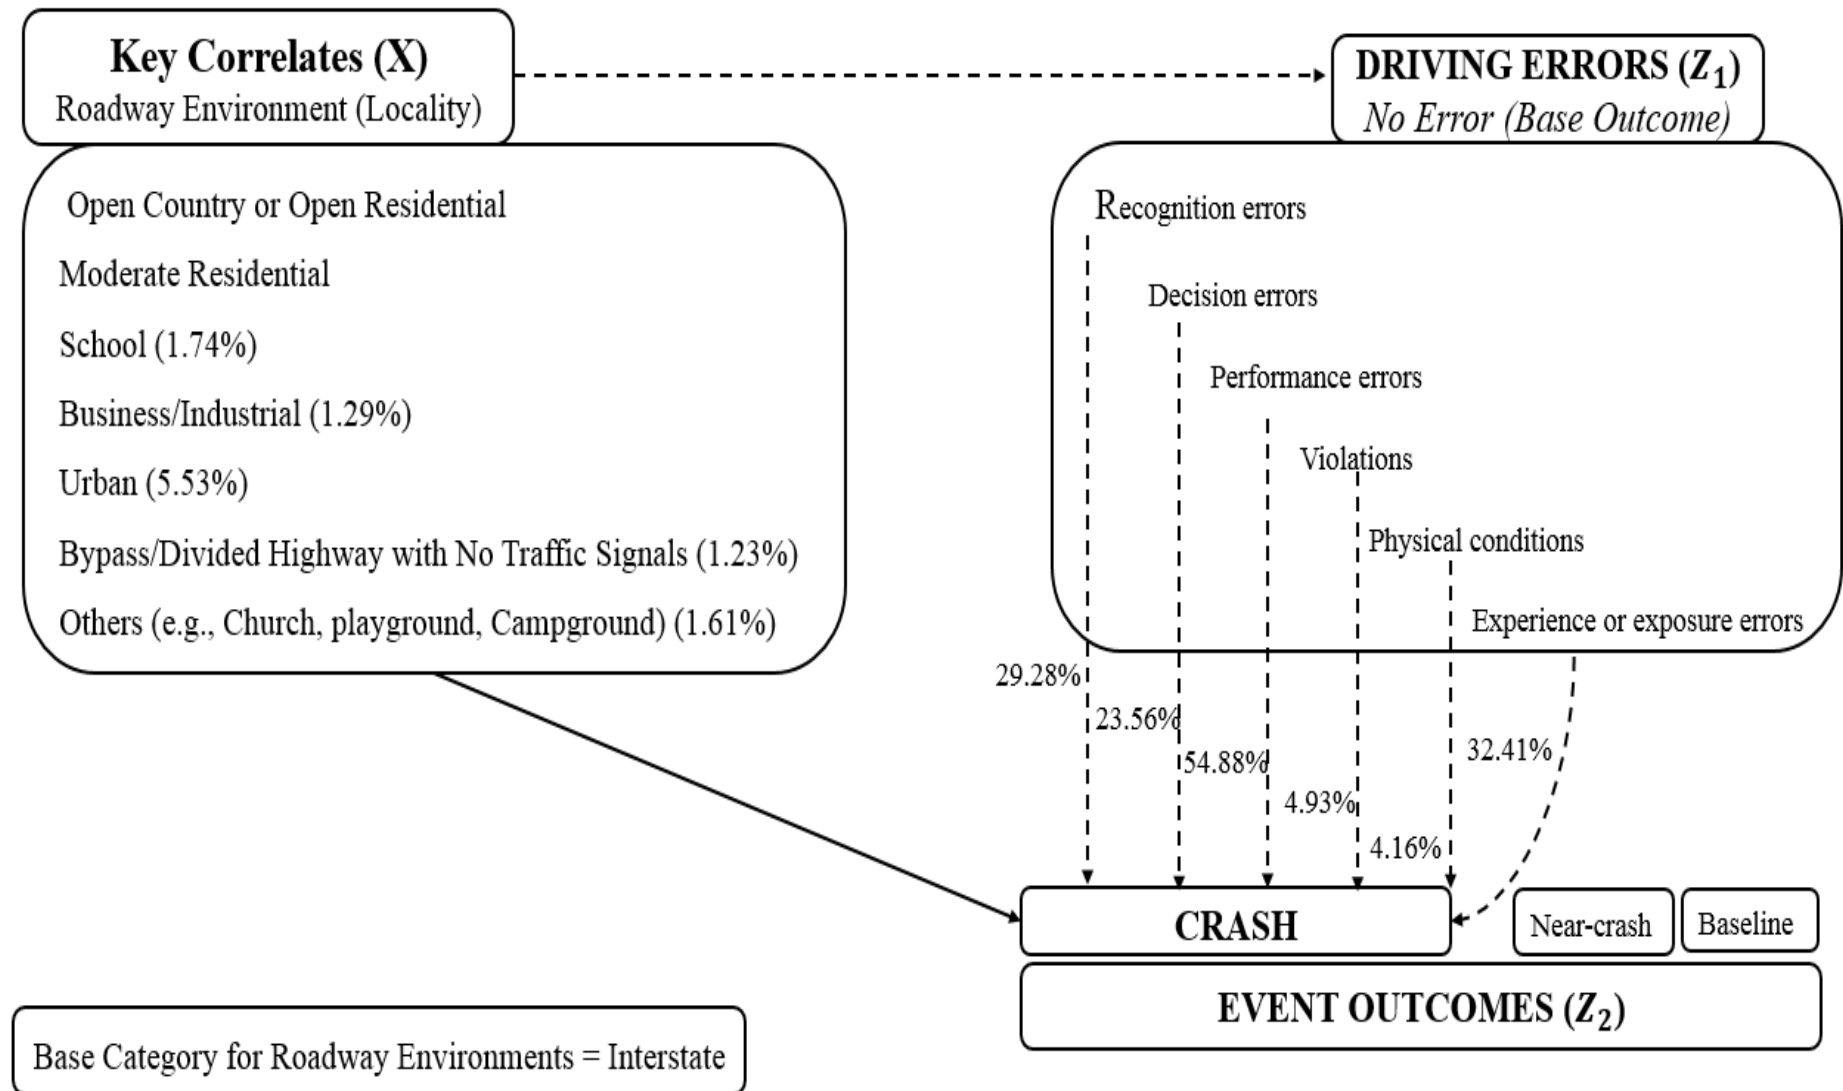 Key Correlates (X)
Roadway Environment (Locality)
Open Country or Open Residential
Moderate Residential
School (1.74%)
Business/Industrial (1.29%)
Urban (5.53%)
Bypass/Divided Highway with No Traffic Signals (1.23%)
Others (e.g., Church, playground, Campground) (1.61%)
DRIVING ERRORS (Z₁)
No Error (Base Outcome)
Recognition errors
Decision errors
Performance errors
Violations
Physical conditions
Experience or exposure errors
29.28%
23.56%
54.88%
4.93%
4.16%
32.41%
CRASH
Near-crash
Baseline
EVENT OUTCOMES (Z₂)
Base Category for Roadway Environments = Interstate